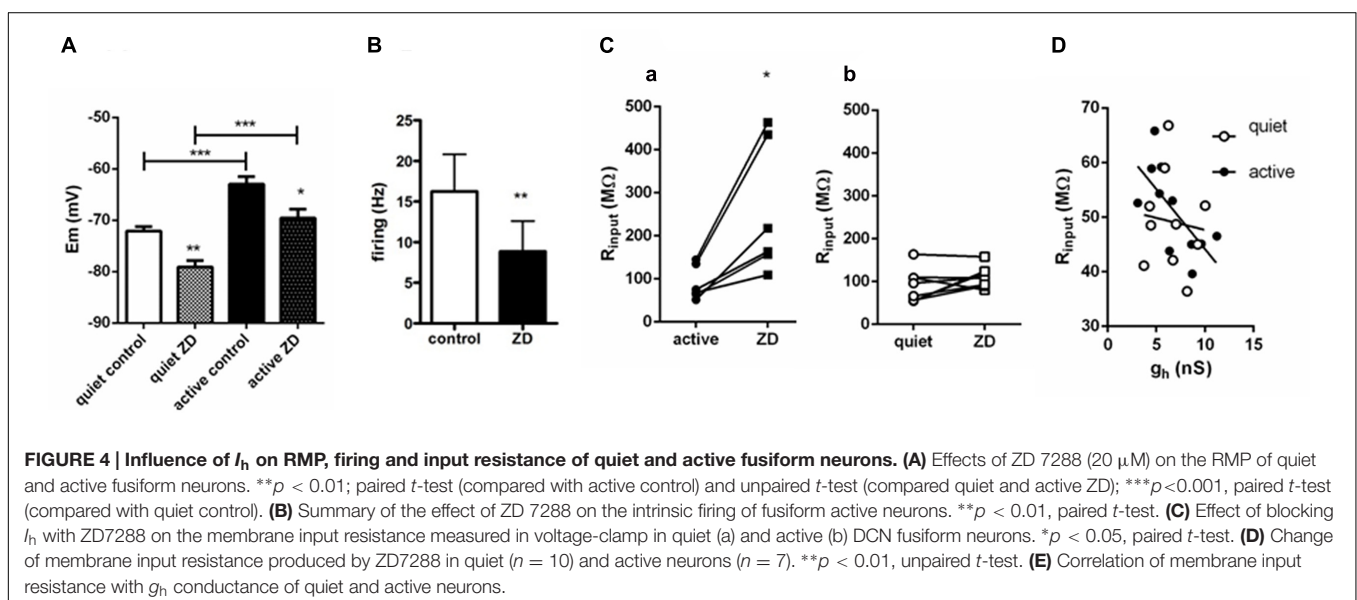 A
B
C
D
a
b
Em (mV)
-50
-60
-70
-80
-90
***
***
**
*
quiet control
quiet ZD
active control
active ZD
firing (Hz)
25
20
15
10
5
0
**
control ZD
R_input (MΩ)
500
400
300
200
100
0
*
active ZD
R_input (MΩ)
500
400
300
200
100
0
quiet ZD
R_input (MΩ)
70
60
50
40
30
quiet
active
0 5 10 15
g_h (nS)
FIGURE 4 | Influence of I_h on RMP, firing and input resistance of quiet and active fusiform neurons. (A) Effects of ZD 7288 (20 μM) on the RMP of quiet
and active fusiform neurons. **p < 0.01; paired t-test (compared with active control) and unpaired t-test (compared quiet and active ZD); ***p<0.001, paired t-test
(compared with quiet control). (B) Summary of the effect of ZD 7288 on the intrinsic firing of fusiform active neurons. **p < 0.01, paired t-test. (C) Effect of blocking
I_h with ZD7288 on the membrane input resistance measured in voltage-clamp in quiet (a) and active (b) DCN fusiform neurons. *p < 0.05, paired t-test. (D) Change
of membrane input resistance produced by ZD7288 in quiet (n = 10) and active neurons (n = 7). **p < 0.01, unpaired t-test. (E) Correlation of membrane input
resistance with g_h conductance of quiet and active neurons.